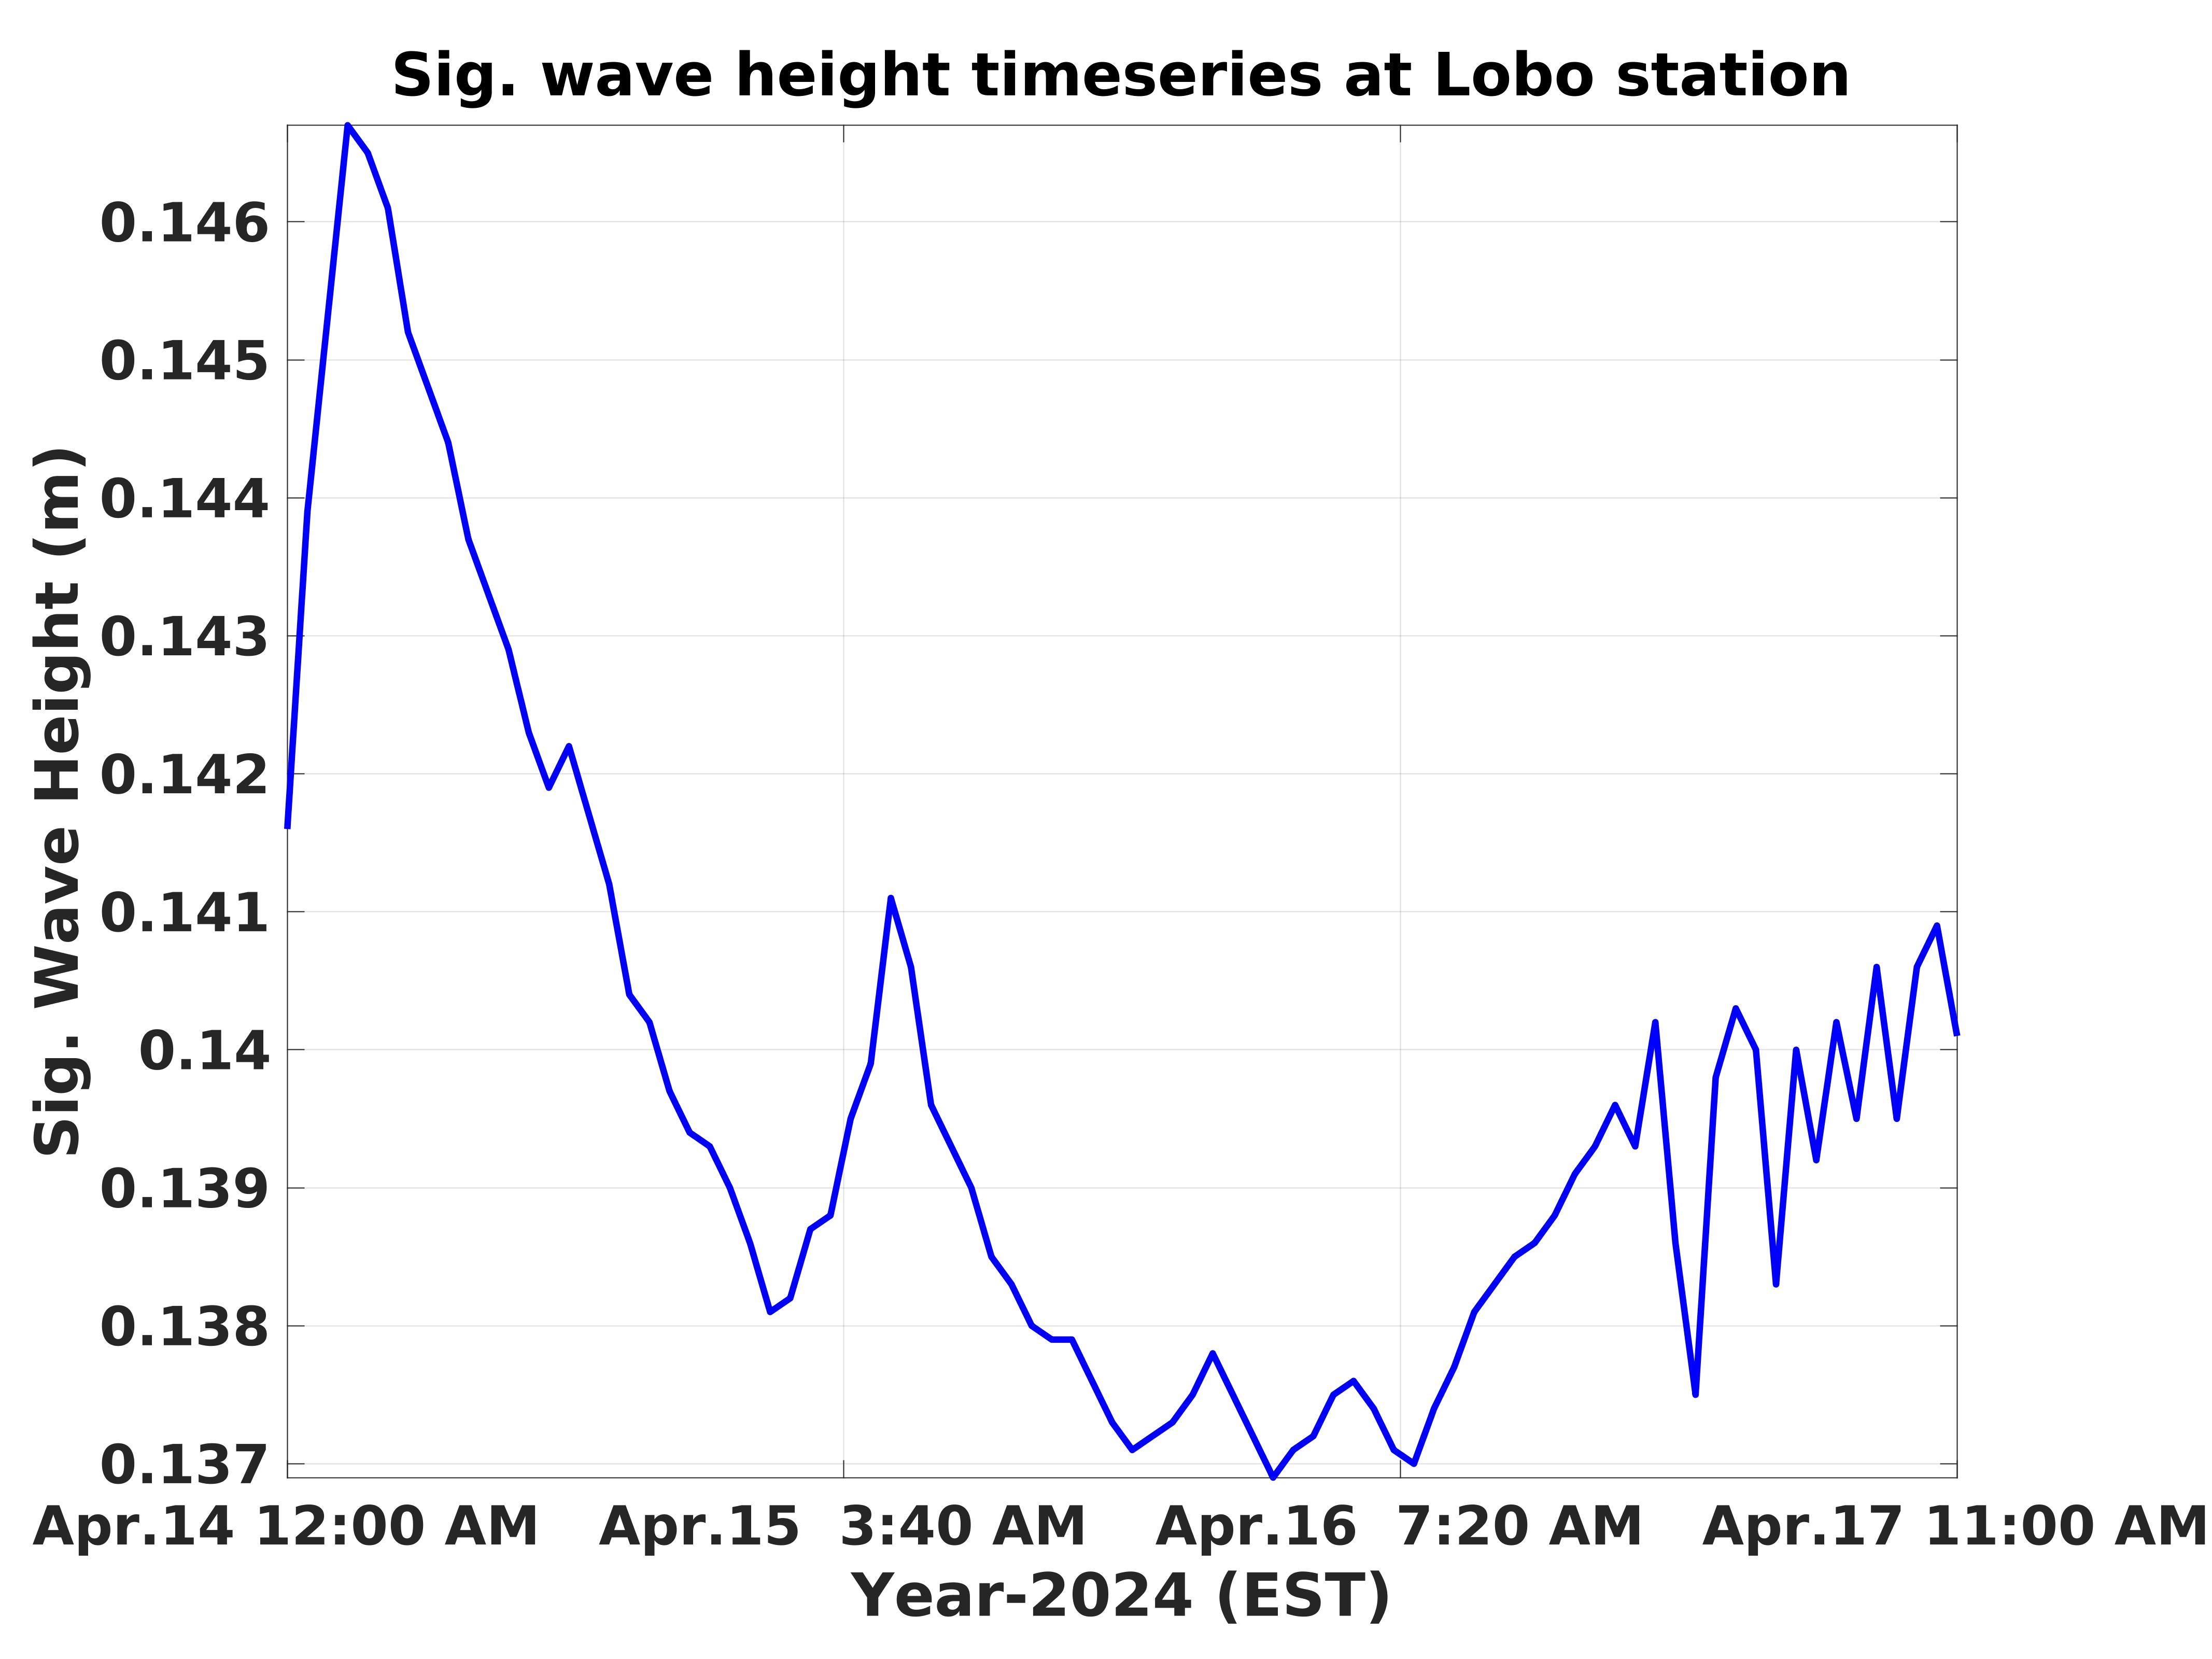 Sig. wave height timeseries at Lobo station
Sig. Wave Height (m)
0.146
0.145
0.144
0.143
0.142
0.141
0.14
0.139
0.138
0.137
Apr.14 12:00 AM Apr.15 3:40 AM Apr.16 7:20 AM Apr.17 11:00 AM
Year-2024 (EST)